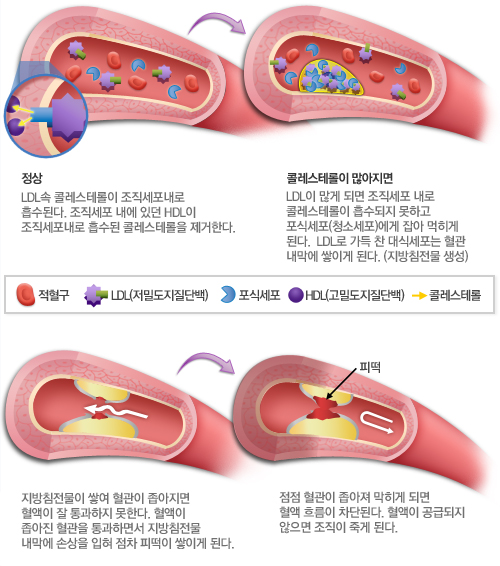 정상
LDL속 콜레스테롤이 조직세포내로
흡수된다. 조직세포 내에 있던 HDL이
조직세포내로 흡수된 콜레스테롤을 제거한다.
콜레스테롤이 많아지면
LDL이 많게 되면 조직세포 내로
콜레스테롤이 흡수되지 못하고
포식세포(청소세포)에게 잡아 먹히게
된다. LDL로 가득 찬 대식세포는 혈관
내막에 쌓이게 된다. (지방침전물 생성)
적혈구
LDL(저밀도지질단백)
포식세포
HDL(고밀도지질단백)
콜레스테롤
피떡
지방침전물이 쌓여 혈관이 좁아지면
혈액이 잘 통과하지 못한다. 혈액이
좁아진 혈관을 통과하면서 지방침전물
내막에 손상을 입혀 점차 피떡이 쌓이게 된다.
점점 혈관이 좁아져 막히게 되면
혈액 흐름이 차단된다. 혈액이 공급되지
않으면 조직이 죽게 된다.